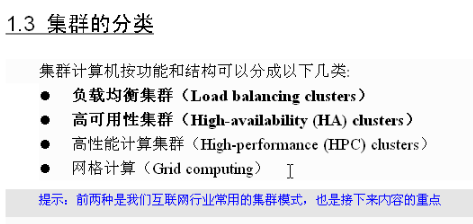 1.3 集群的分类
集群计算机按功能和结构可以分成以下几类:
● 负载均衡集群（Load balancing clusters）
● 高可用性集群（High-availability (HA) clusters）
● 高性能计算集群（High-performance (HPC) clusters）
● 网格计算（Grid computing）
提示：前两种是我们互联网行业常用的集群模式，也是接下来内容的重点